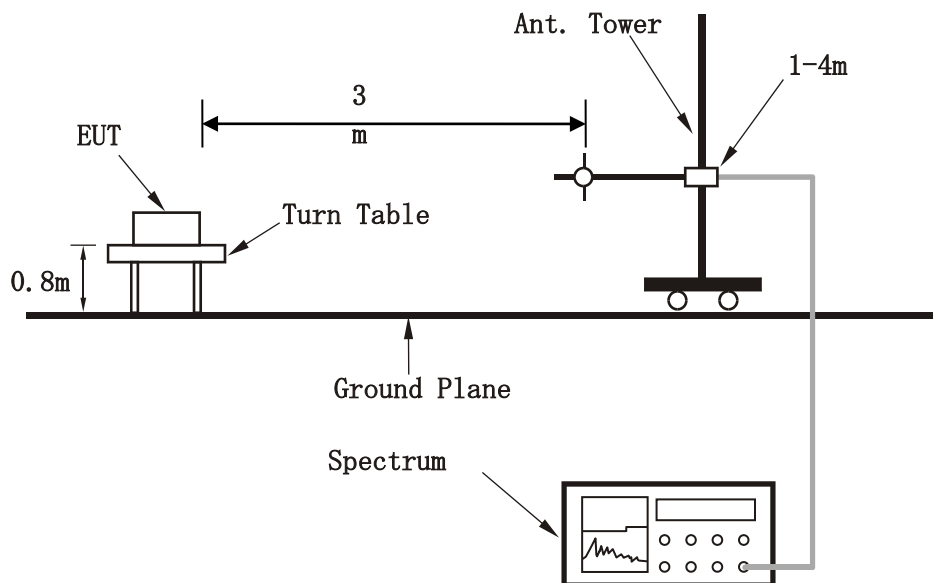 Ant. Tower
1-4m
3
m
EUT
Turn Table
0.8m
Ground Plane
Spectrum